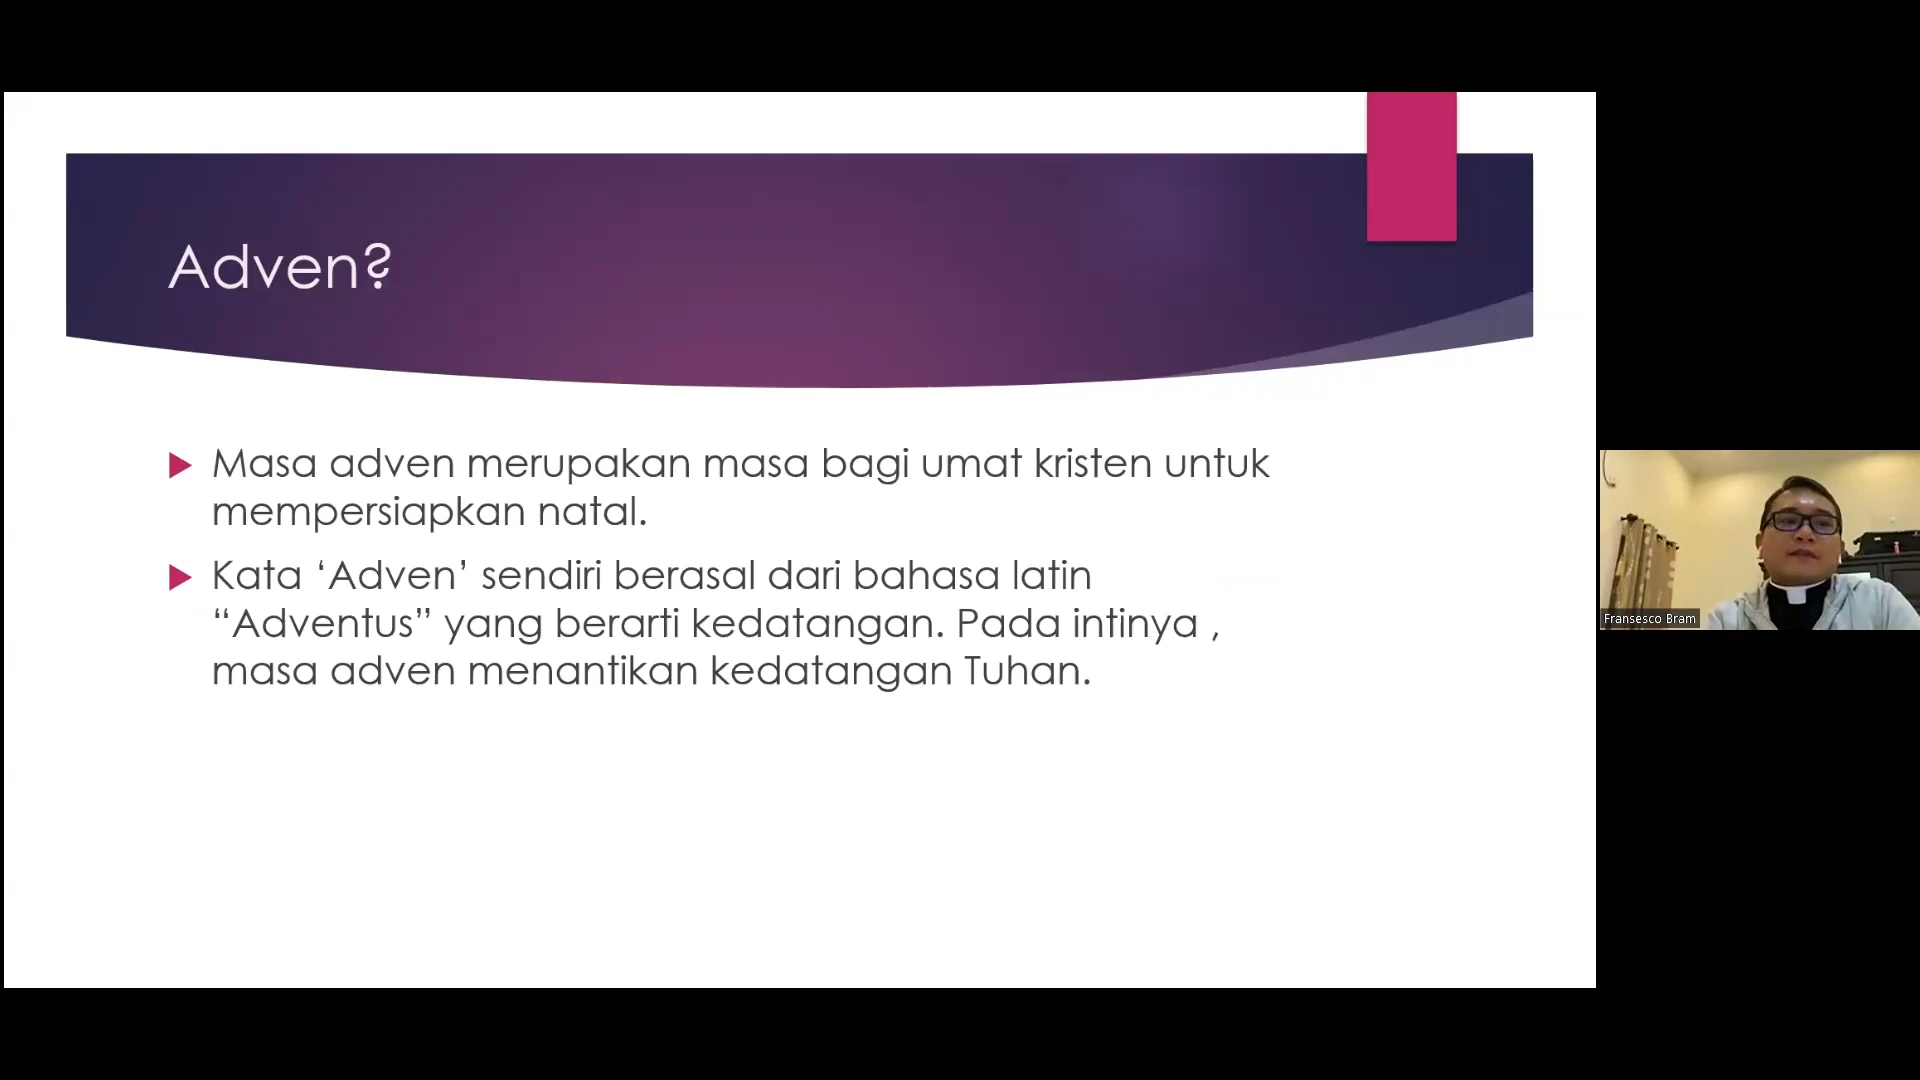 Adven?
Masa adven merupakan masa bagi umat kristen untuk
mempersiapkan natal.
Kata ‘Adven’ sendiri berasal dari bahasa latin
“Adventus” yang berarti kedatangan. Pada intinya ,
masa adven menantikan kedatangan Tuhan.
Fransesco Bram